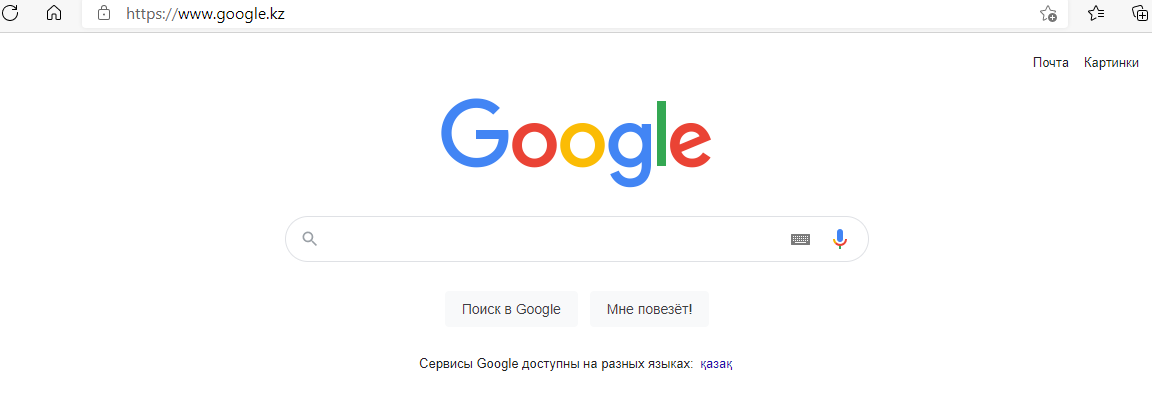 https://www.google.kz
Почта Картинки
Google
Поиск в Google Мне повезёт!
Сервисы Google доступны на разных языках: қазақ